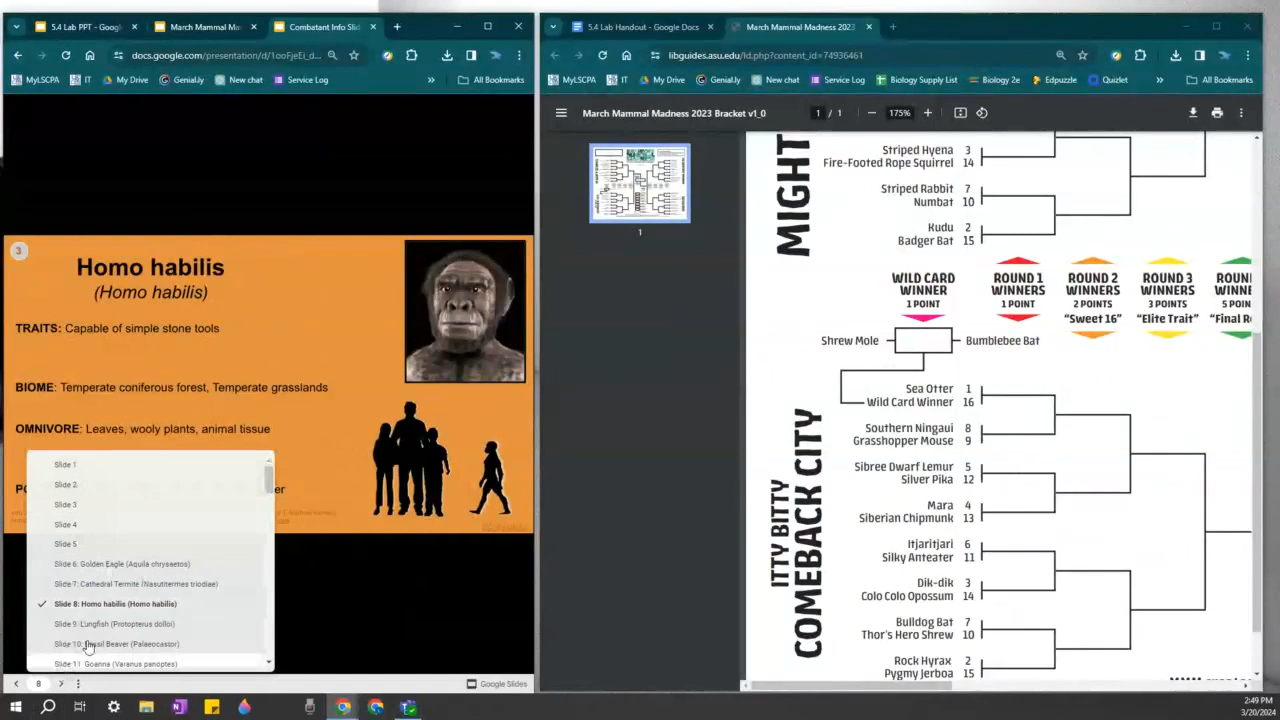 5.4 Lab PPT - Googl
March Mammal Ma
Combatant Info Slid
docs.google.com/presentation/d/1ooFjeEi_d...
MyLSCPA
IT
My Drive
Genial.ly
New chat
Service Log
All Bookmarks
3
Homo habilis
(Homo habilis)
TRAITS: Capable of simple stone tools
BIOME: Temperate coniferous forest, Temperate grasslands
OMNIVORE: Leaves, wooly plants, animal tissue
er
Slide 1
Slide 2
Slide 3
Slide 4
Slide 5
Slide 6: Golden Eagle (Aquila chrysaetos)
Slide 7: Cathedral Termite (Nasutitermes triodiae)
Slide 8: Homo habilis (Homo habilis)
Slide 9: Lungfish (Protopterus dolloi)
Slide 10: Beaver (Palaeocastor)
Slide 11: Goanna (Varanus panoptes)
8
Google Slides
5.4 Lab Handout - Google Docs
March Mammal Madness 2023
libguides.asu.edu/ld.php?content_id=74936461
MyLSCPA
IT
My Drive
Genial.ly
New chat
Service Log
Biology Supply List
Biology 2e
Edpuzzle
Quizlet
All Bookmarks
March Mammal Madness 2023 Bracket v1_0
1 / 1
175%
1
MIGHT
Striped Hyena 3
Fire-Footed Rope Squirrel 14
Striped Rabbit 7
Numbat 10
Kudu 2
Badger Bat 15
WILD CARD
WINNER
1 POINT
ROUND 1
WINNERS
1 POINT
ROUND 2
WINNERS
2 POINTS
"Sweet 16"
ROUND 3
WINNERS
3 POINTS
"Elite Trait"
ROUN
WINNE
5 POIN
"Final R
Shrew Mole
Bumblebee Bat
ITTY BITTY
COMEBACK CITY
Sea Otter 1
Wild Card Winner 16
Southern Ningaui 8
Grasshopper Mouse 9
Sibree Dwarf Lemur 5
Silver Pika 12
Mara 4
Siberian Chipmunk 13
Itjaritjari 6
Silky Anteater 11
Dik-dik 3
Colo Colo Opossum 14
Bulldog Bat 7
Thor's Hero Shrew 10
Rock Hyrax 2
Pygmy Jerboa 15
2:49 PM
3/20/2024